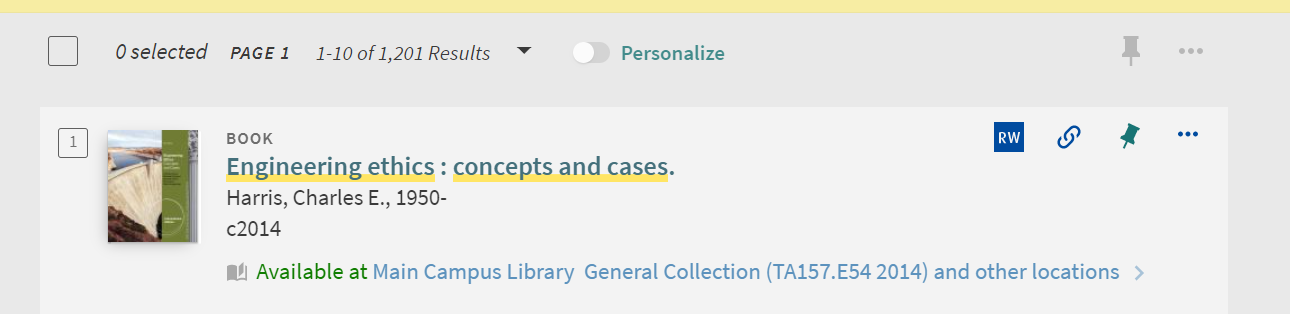 0 selected PAGE 1 1-10 of 1,201 Results Personalize
1
BOOK
RW
Engineering ethics : concepts and cases.
Harris, Charles E., 1950-
c2014
Available at Main Campus Library General Collection (TA157.E54 2014) and other locations